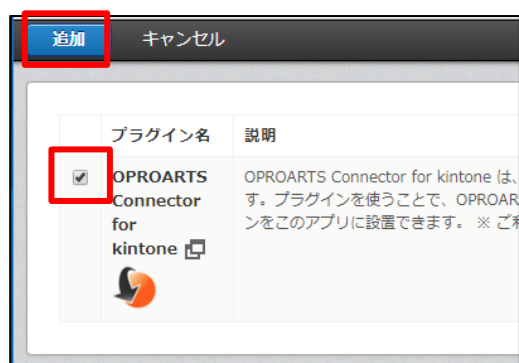 追加 キャンセル
プラグイン名 説明
OPROARTS
Connector
for
kintone
OPROARTS Connector for kintone は、
す。プラグインを使うことで、OPROAR
ンをこのアプリに設置できます。 ※ ご